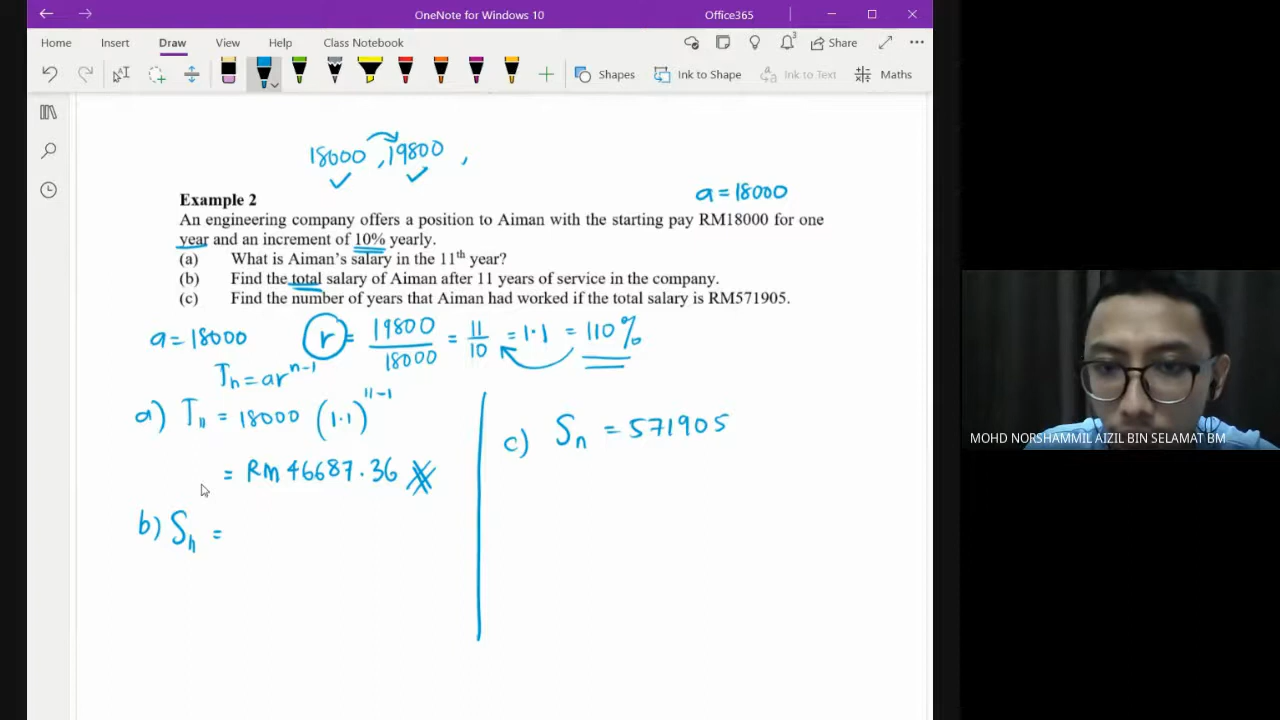 OneNote for Windows 10
Office365
Home Insert Draw View Help Class Notebook
3
Share
Shapes Ink to Shape Ink to Text Maths
18000 , 19800 ,
a = 18000
Example 2
An engineering company offers a position to Aiman with the starting pay RM18000 for one
year and an increment of 10% yearly.
(a) What is Aiman's salary in the 11th year?
(b) Find the total salary of Aiman after 11 years of service in the company.
(c) Find the number of years that Aiman had worked if the total salary is RM571905.
a = 18000 r = 19800/18000 = 11/10 = 1.1 = 110%
Tn = ar^(n-1)
a) T11 = 18000 (1.1)^(11-1)
= RM 46687.36
b) Sn =
c) Sn = 571905
MOHD NORSHAMMIL AIZIL BIN SELAMAT BM